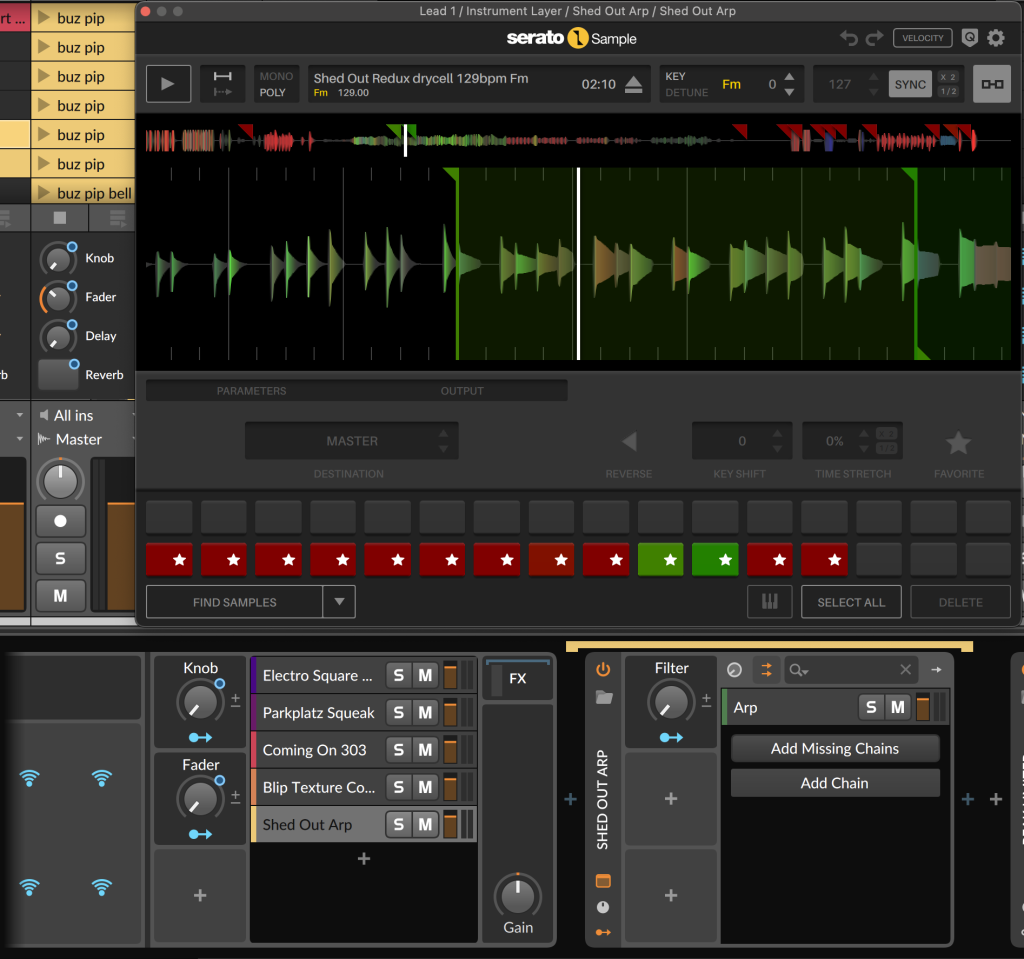 rt ...
buz pip
buz pip
buz pip
buz pip
buz pip
buz pip
buz pip bell
Knob
Fader
Delay
b
Reverb
All ins
Master
S
M
Lead 1 / Instrument Layer / Shed Out Arp / Shed Out Arp
serato Sample
VELOCITY
MONO
POLY
Shed Out Redux drycell 129bpm Fm
Fm 129.00
02:10
KEY
DETUNE
Fm
0
127
SYNC
X 2
1/2
PARAMETERS
OUTPUT
MASTER
0
0%
X 2
1/2
DESTINATION
REVERSE
KEY SHIFT
TIME STRETCH
FAVORITE
FIND SAMPLES
SELECT ALL
DELETE
Knob
Fader
Electro Square ... S M
Parkplatz Squeak S M
Coming On 303 S M
Blip Texture Co... S M
Shed Out Arp S M
FX
Gain
SHED OUT ARP
Filter
Arp S M
Add Missing Chains
Add Chain